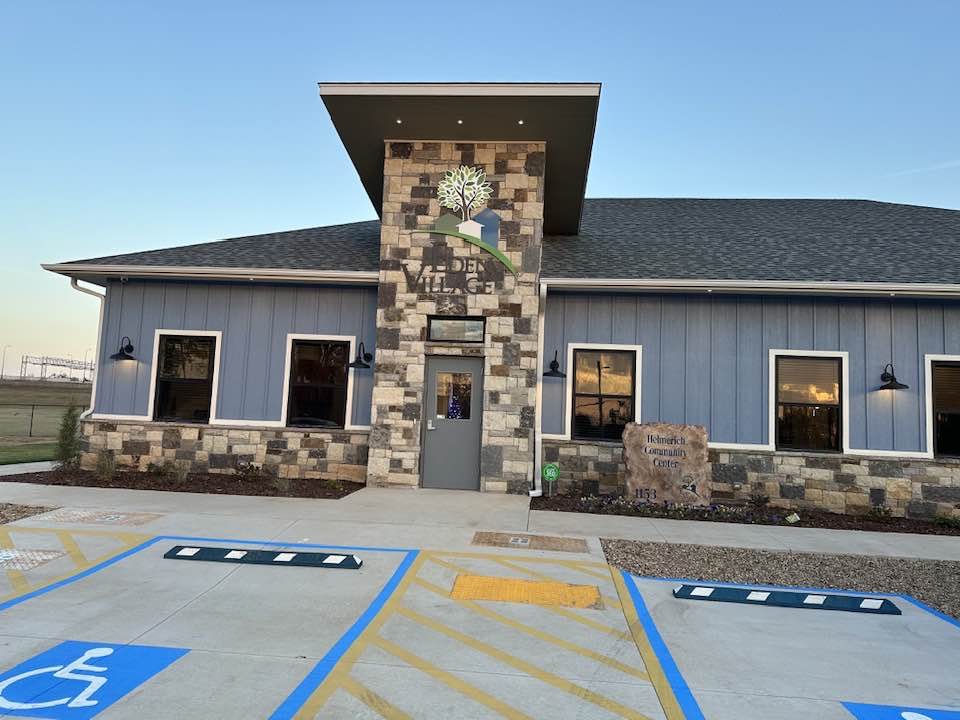 EDEN
VILLAGE
Helmerich
Community
Center
1153